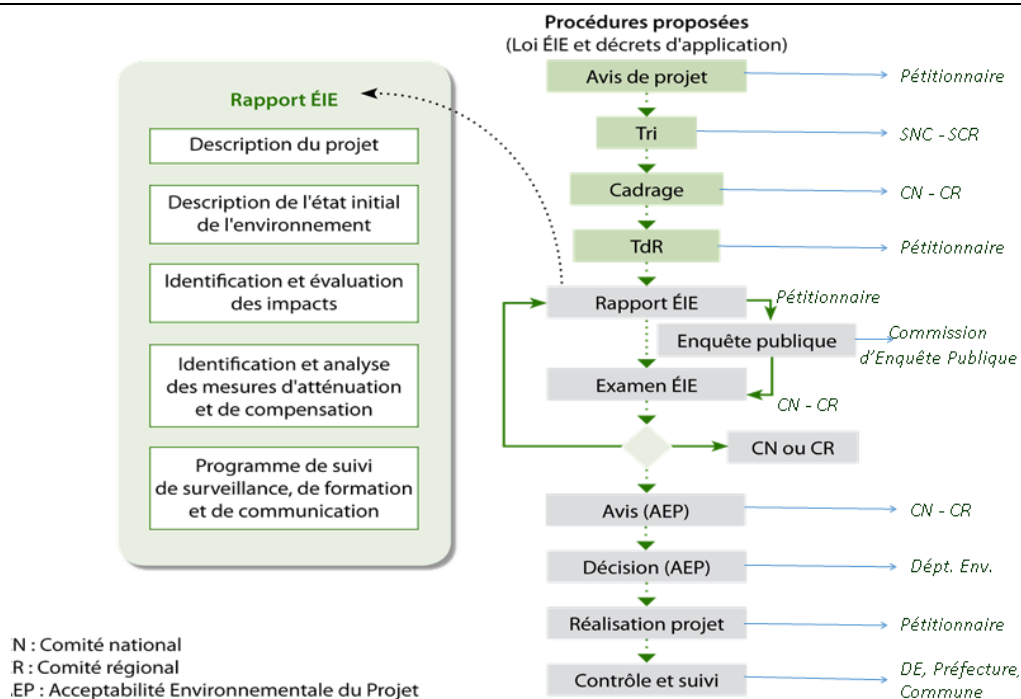 Procédures proposées
(Loi ÉIE et décrets d'application)
Avis de projet
Pétitionnaire
Tri
SNC - SCR
Cadrage
CN - CR
TdR
Pétitionnaire
Rapport ÉIE
Pétitionnaire
Enquête publique
Commission
d'Enquête Publique
Examen ÉIE
CN - CR
CN ou CR
Avis (AEP)
CN - CR
Décision (AEP)
Dépt. Env.
Réalisation projet
Pétitionnaire
Contrôle et suivi
DE, Préfecture,
Commune
Rapport ÉIE
Description du projet
Description de l'état initial
de l'environnement
Identification et évaluation
des impacts
Identification et analyse
des mesures d'atténuation
et de compensation
Programme de suivi
de surveillance, de formation
et de communication
N : Comité national
R : Comité régional
EP : Acceptabilité Environnementale du Projet